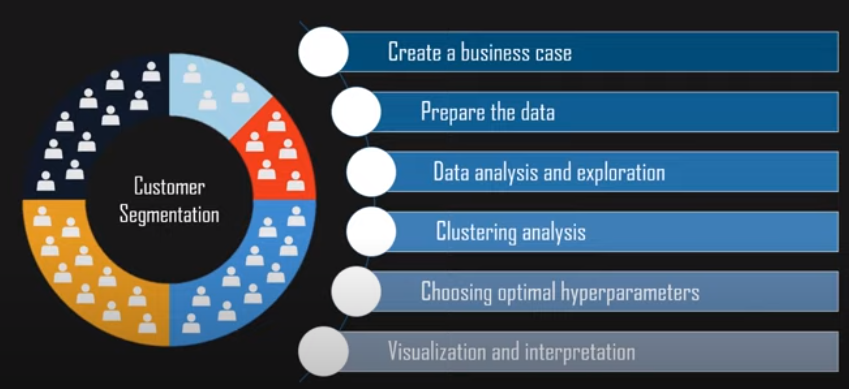 Customer
Segmentation
Create a business case
Prepare the data
Data analysis and exploration
Clustering analysis
Choosing optimal hyperparameters
Visualization and interpretation